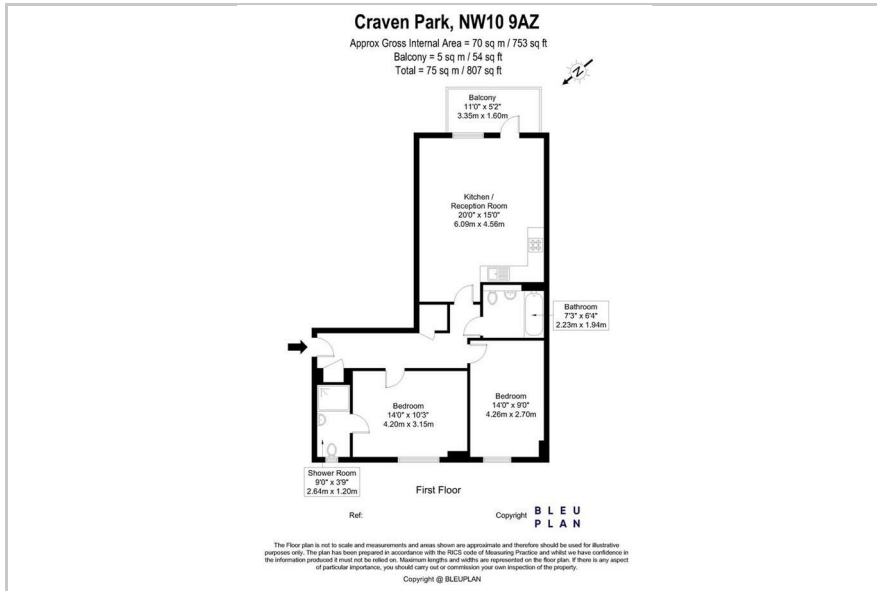 Craven Park, NW10 9AZ
Approx Gross Internal Area = 70 sq m / 753 sq ft
Balcony = 5 sq m / 54 sq ft
Total = 75 sq m / 807 sq ft
N
Balcony
11'0" x 5'2"
3.35m x 1.60m
Kitchen /
Reception Room
20'0" x 15'0"
6.09m x 4.56m
Bathroom
7'3" x 6'4"
2.23m x 1.94m
Bedroom
14'0" x 10'3"
4.20m x 3.15m
Bedroom
14'0" x 9'0"
4.26m x 2.70m
Shower Room
9'0" x 3'9"
2.64m x 1.20m
First Floor
Ref:
Copyright
BLEU
PLAN
The Floor plan is not to scale and measurements and areas shown are approximate and therefore should be used for illustrative
purposes only. The plan has been prepared in accordance with the RICS code of Measuring Practice and whilst we have confidence in
the information produced it must not be relied on. Maximum lengths and widths are represented on the floor plan. If there is any aspect
of particular importance, you should carry out or commission your own inspection of the property.
Copyright @ BLEUPLAN